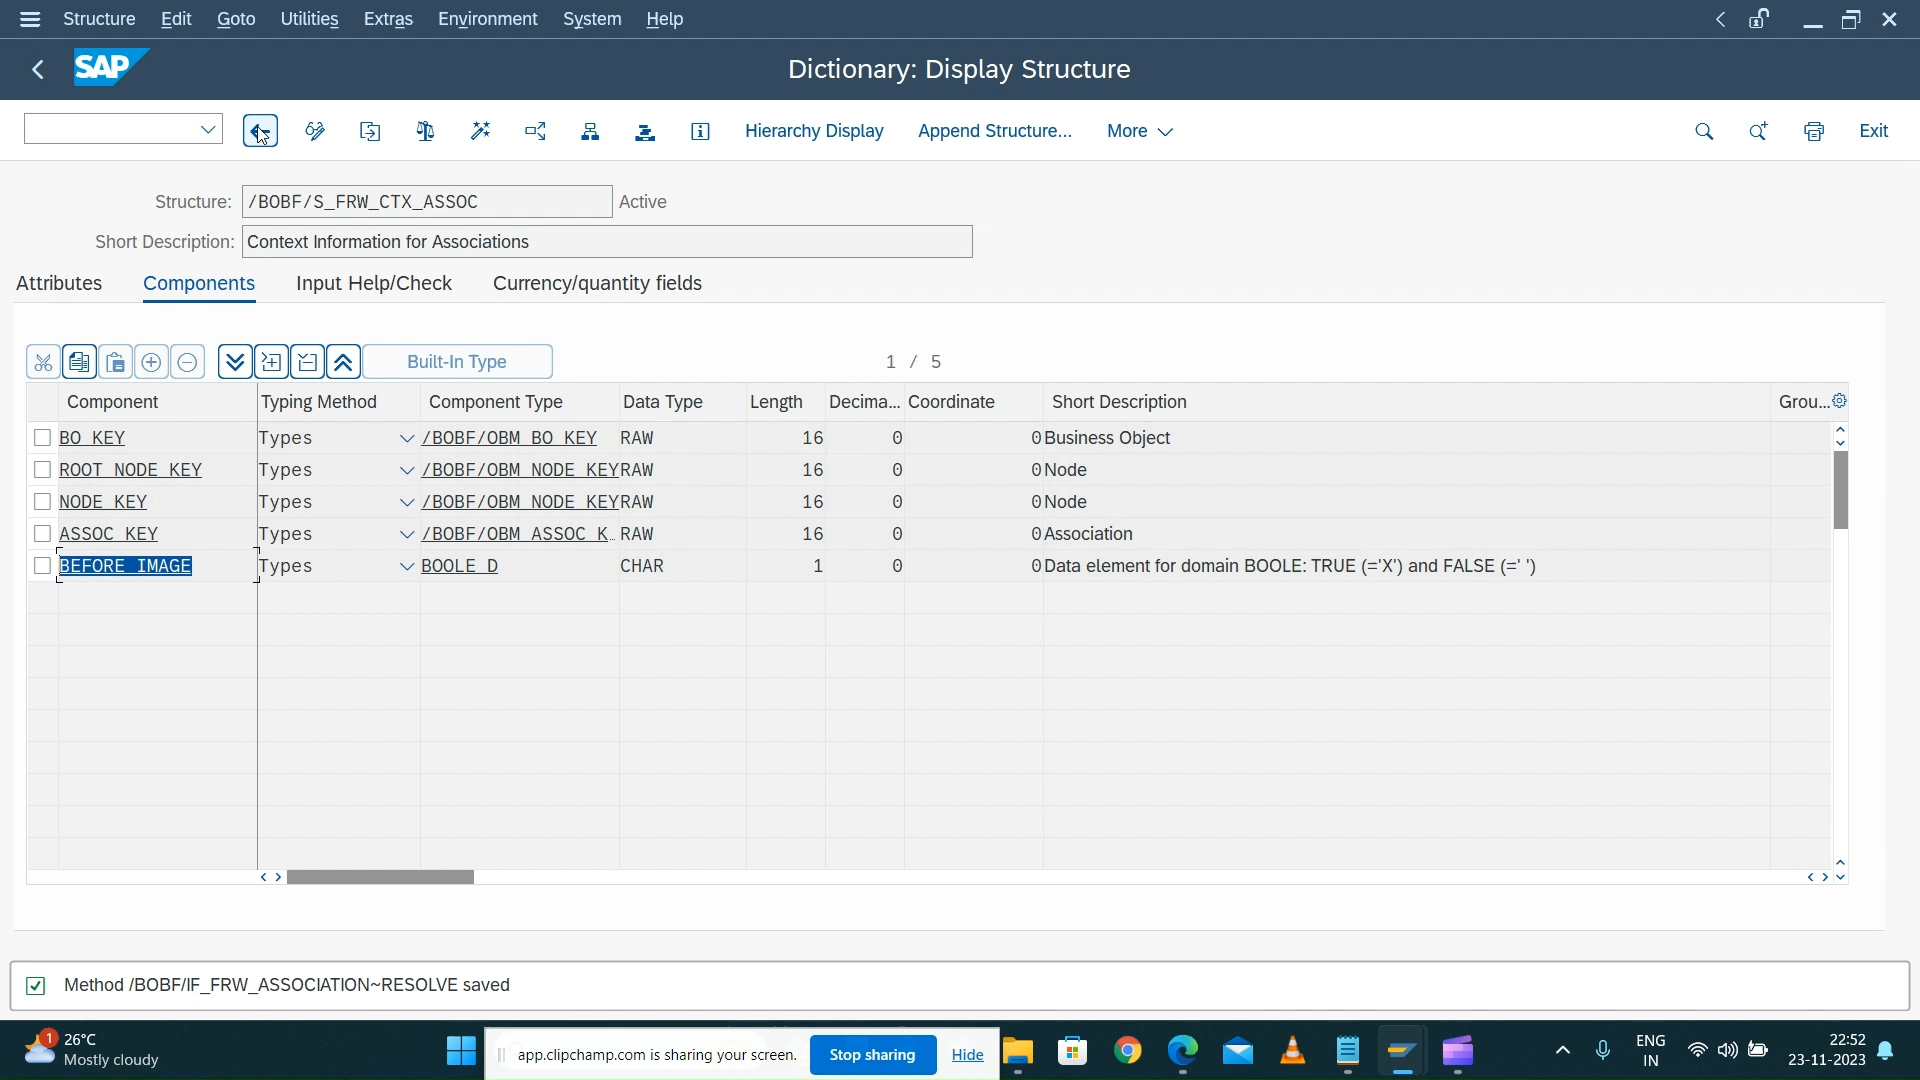 Structure Edit Goto Utilities Extras Environment System Help
SAP Dictionary: Display Structure
Hierarchy Display Append Structure... More Exit
Structure: /BOBF/S_FRW_CTX_ASSOC Active
Short Description: Context Information for Associations
Attributes Components Input Help/Check Currency/quantity fields
Built-In Type 1 / 5
Component Typing Method Component Type Data Type Length Decima... Coordinate Short Description Grou...
BO_KEY Types /BOBF/OBM_BO_KEY RAW 16 0 0 Business Object
ROOT_NODE_KEY Types /BOBF/OBM_NODE_KEY RAW 16 0 0 Node
NODE_KEY Types /BOBF/OBM_NODE_KEY RAW 16 0 0 Node
ASSOC_KEY Types /BOBF/OBM_ASSOC_K… RAW 16 0 0 Association
BEFORE_IMAGE Types BOOLE_D CHAR 1 0 0 Data element for domain BOOLE: TRUE (='X') and FALSE (=' ')
Method /BOBF/IF_FRW_ASSOCIATION~RESOLVE saved
1 26°C
Mostly cloudy
app.clipchamp.com is sharing your screen. Stop sharing Hide
ENG
IN
22:52
23-11-2023